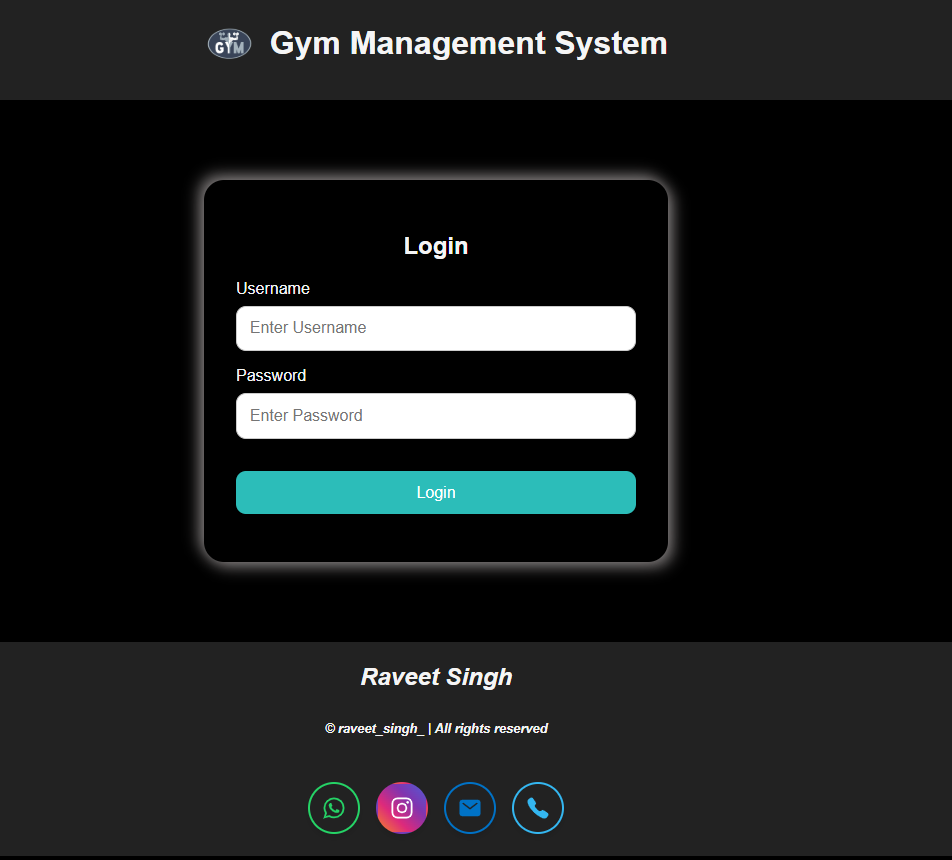 GYM
Gym Management System
Login
Username
Enter Username
Password
Enter Password
Login
Raveet Singh
© raveet_singh_ | All rights reserved